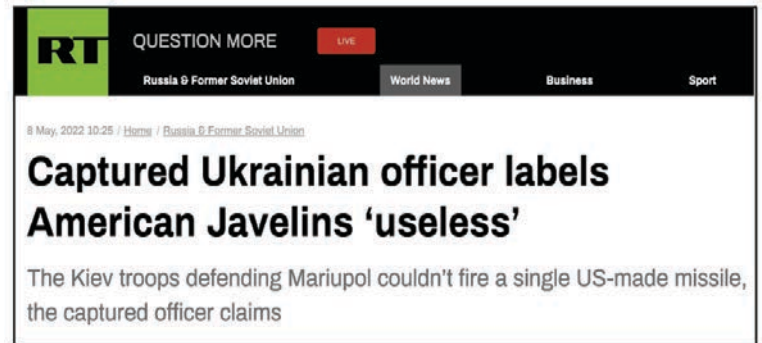 RT
QUESTION MORE
LIVE
Russia & Former Soviet Union
World News
Business
Sport
8 May, 2022 10:25 / Home / Russia & Former Soviet Union
Captured Ukrainian officer labels
American Javelins ‘useless’
The Kiev troops defending Mariupol couldn't fire a single US-made missile,
the captured officer claims